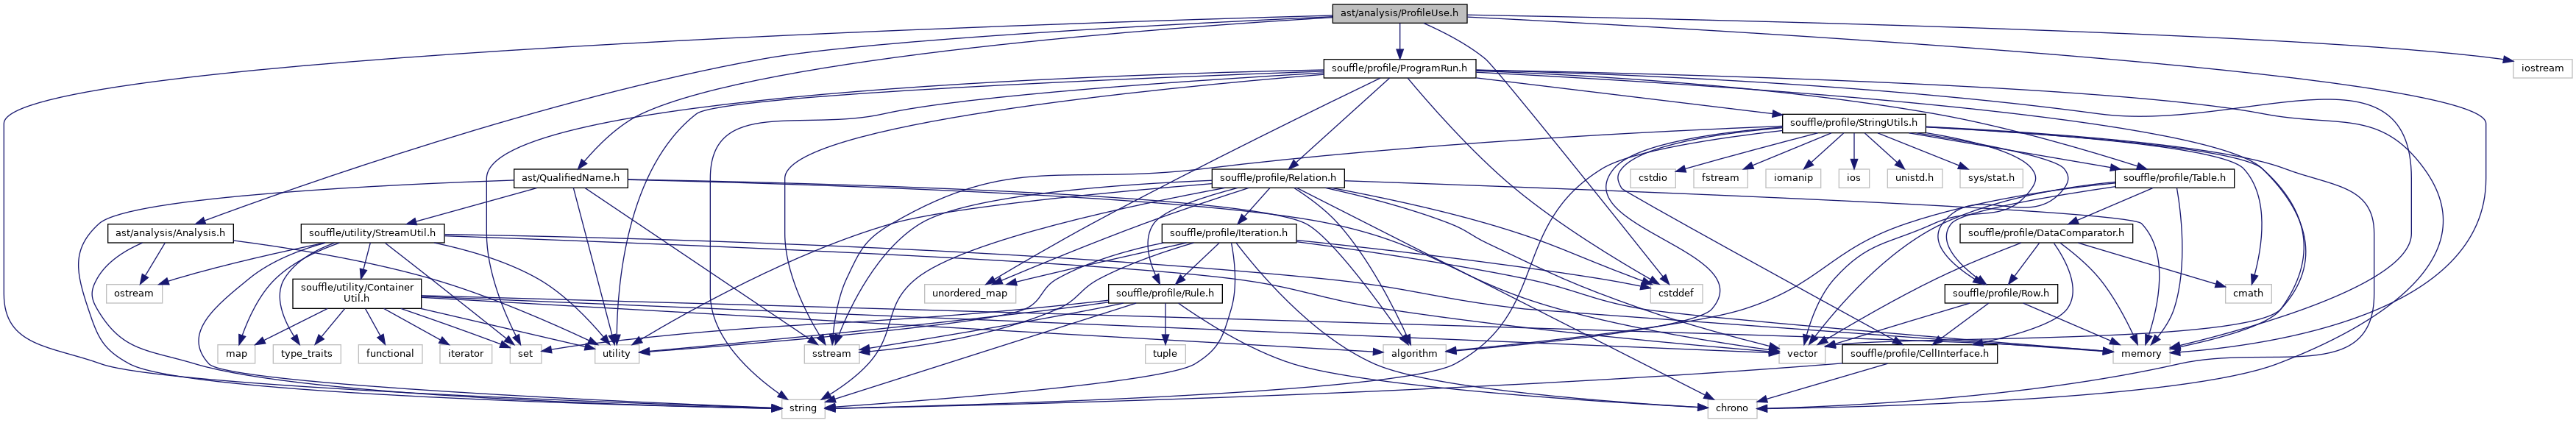 ast/analysis/ProfileUse.h
souffle/profile/ProgramRun.h
iostream
souffle/profile/StringUtils.h
ast/QualifiedName.h
souffle/profile/Relation.h
cstdio
fstream
iomanip
ios
unistd.h
sys/stat.h
souffle/profile/Table.h
ast/analysis/Analysis.h
souffle/utility/StreamUtil.h
souffle/profile/Iteration.h
souffle/profile/DataComparator.h
ostream
souffle/utility/Container
Util.h
unordered_map
souffle/profile/Rule.h
cstddef
souffle/profile/Row.h
cmath
map
type_traits
functional
iterator
set
utility
sstream
algorithm
tuple
vector
souffle/profile/CellInterface.h
memory
string
chrono